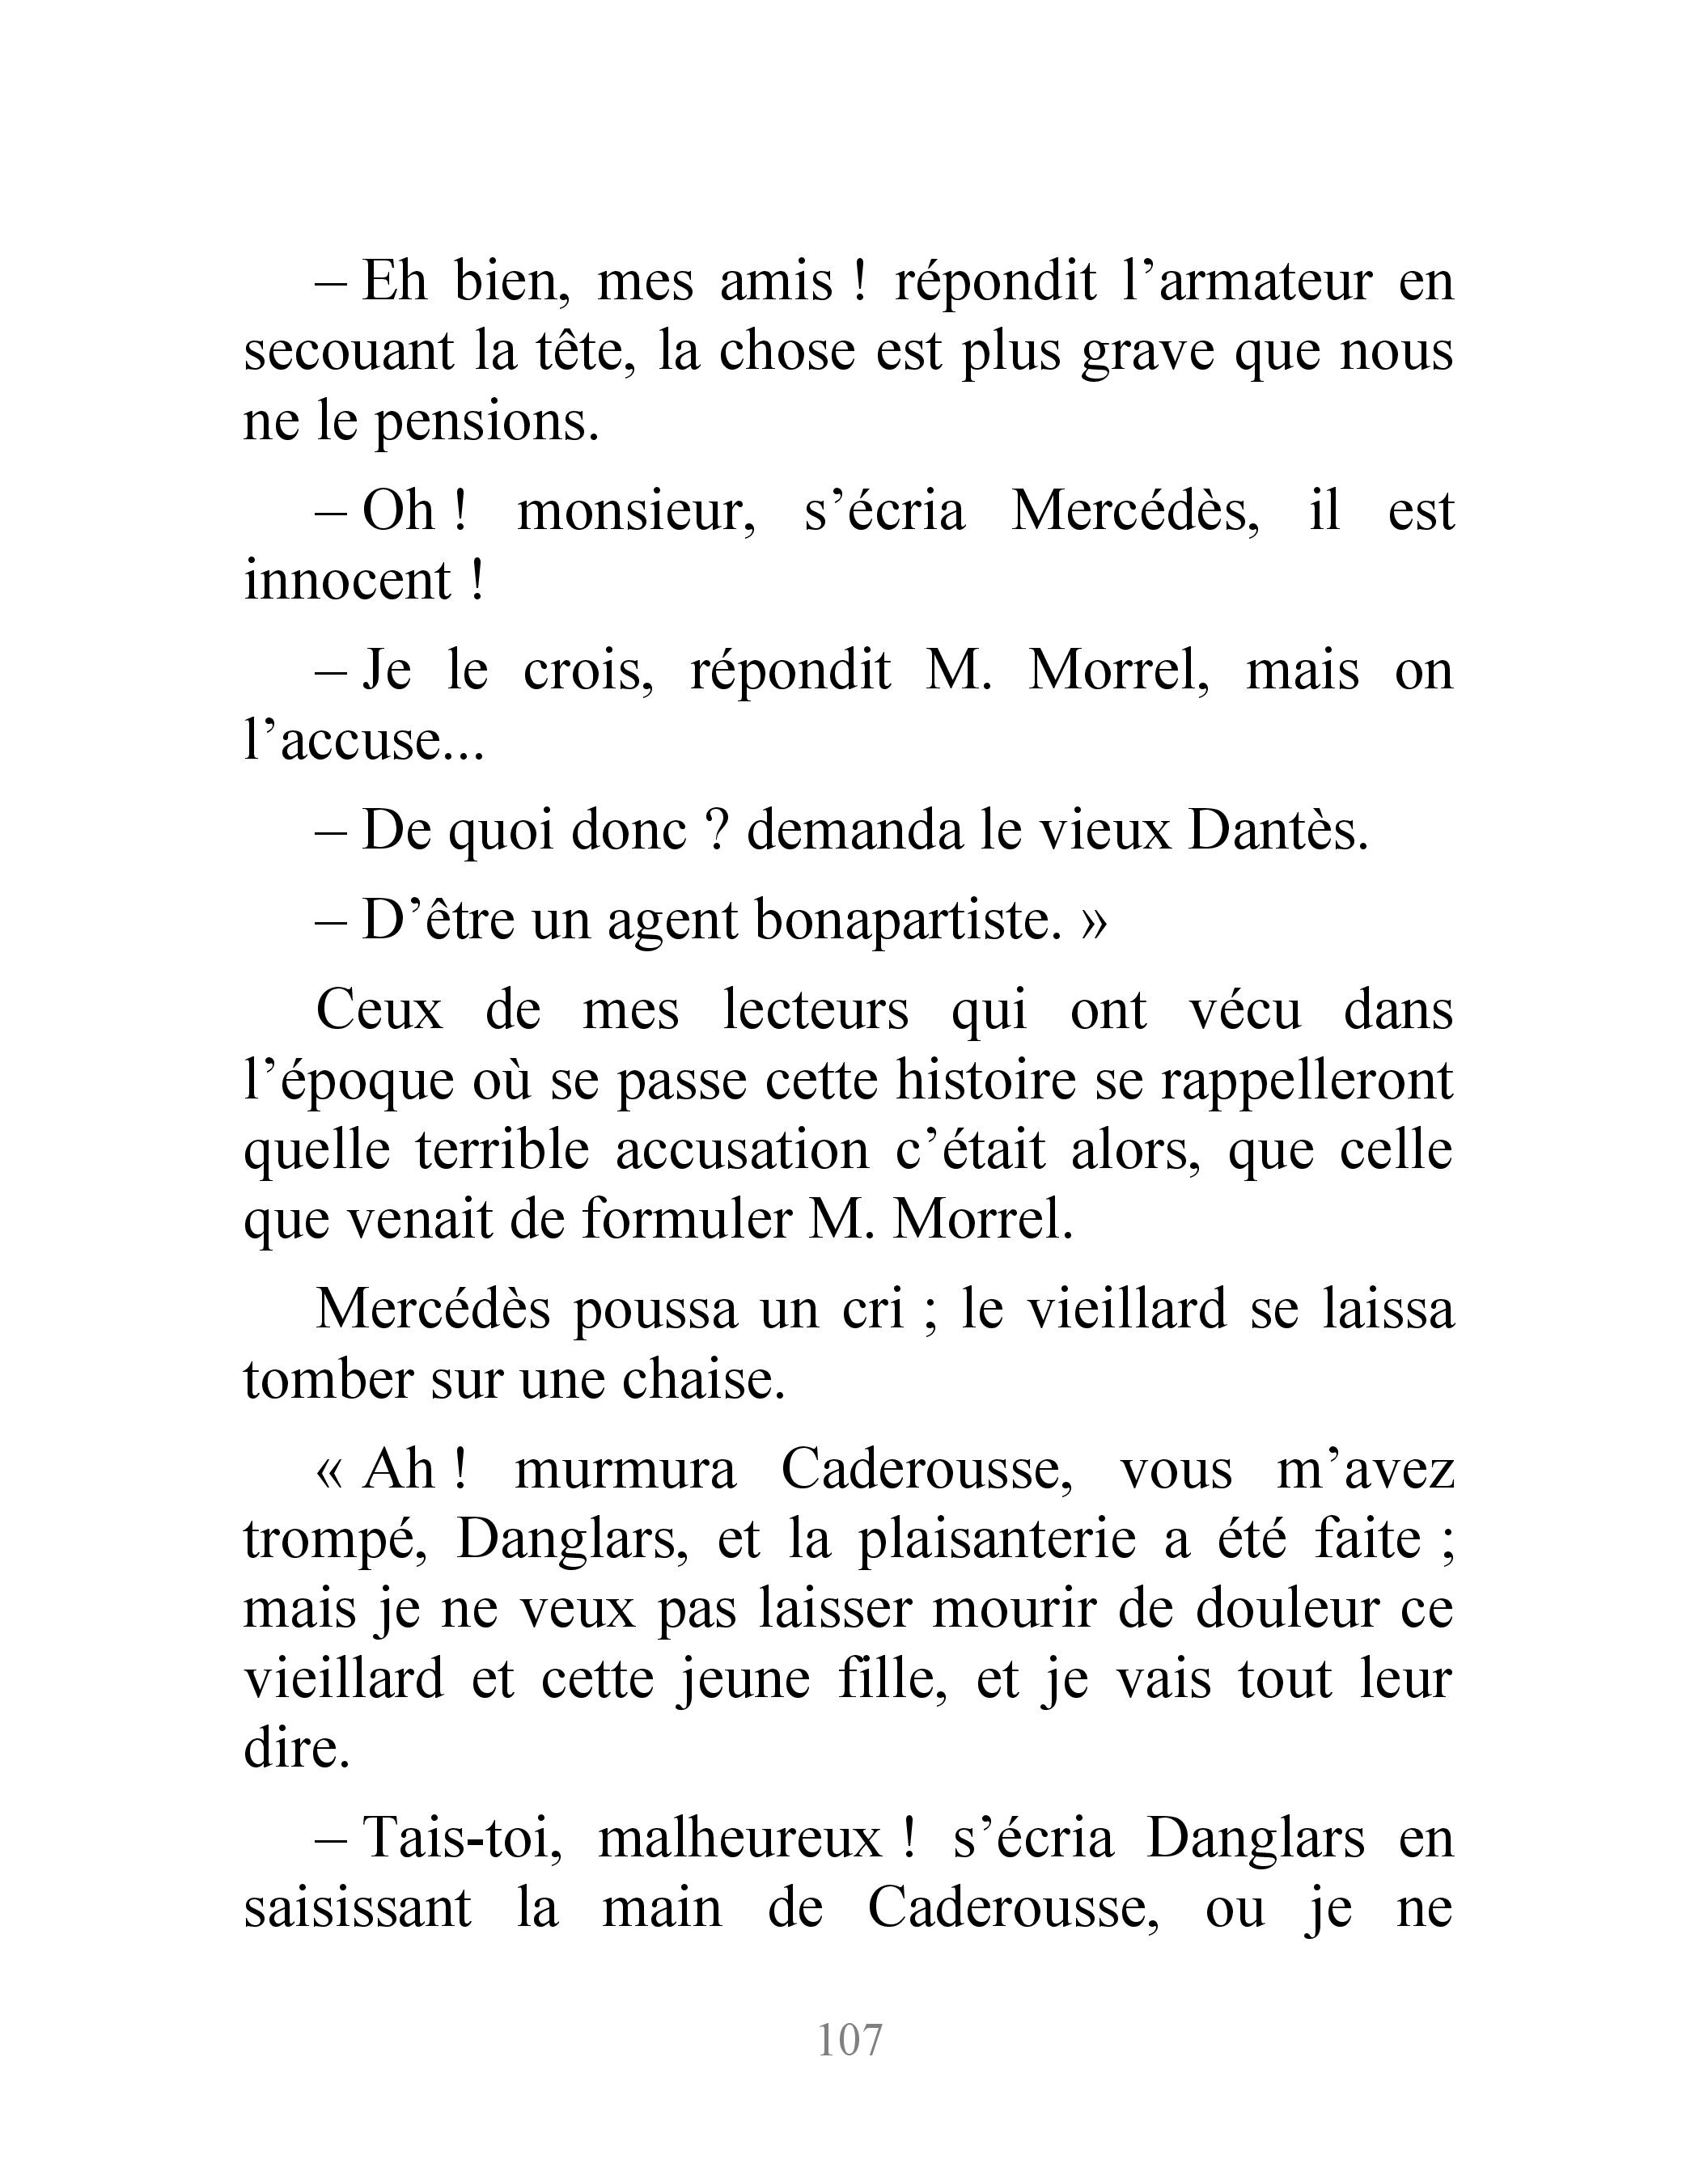 – Eh bien, mes amis ! répondit l’armateur en
secouant la tête, la chose est plus grave que nous
ne le pensions.
– Oh ! monsieur, s’écria Mercédès, il est
innocent !
– Je le crois, répondit M. Morrel, mais on
l’accuse...
– De quoi donc ? demanda le vieux Dantès.
– D’être un agent bonapartiste. »
Ceux de mes lecteurs qui ont vécu dans
l’époque où se passe cette histoire se rappelleront
quelle terrible accusation c’était alors, que celle
que venait de formuler M. Morrel.
Mercédès poussa un cri ; le vieillard se laissa
tomber sur une chaise.
« Ah ! murmura Caderousse, vous m’avez
trompé, Danglars, et la plaisanterie a été faite ;
mais je ne veux pas laisser mourir de douleur ce
vieillard et cette jeune fille, et je vais tout leur
dire.
– Tais-toi, malheureux ! s’écria Danglars en
saisissant la main de Caderousse, ou je ne
107